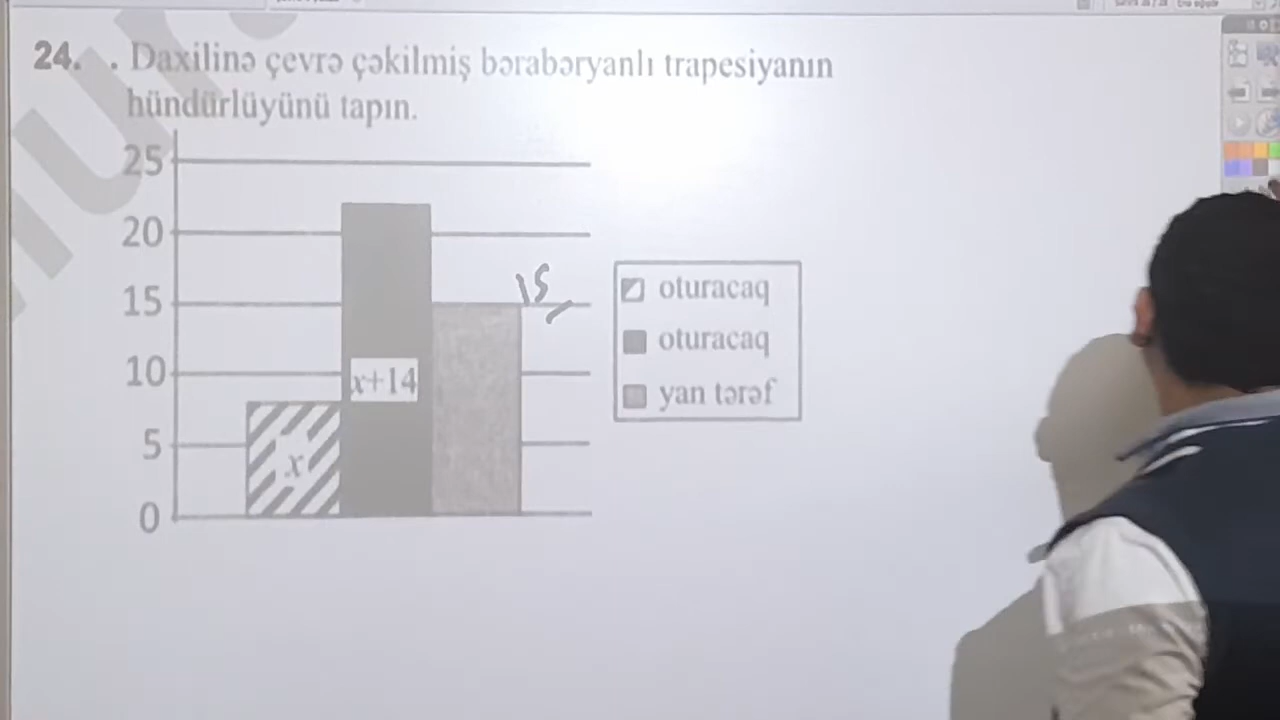 24. . Daxilinə çevrə çəkilmiş bərabəryanlı trapesiyanın
hündürlüyünü tapın.
25
20
15
10
5
0
x
x+14
15
oturacaq
oturacaq
yan tərəf